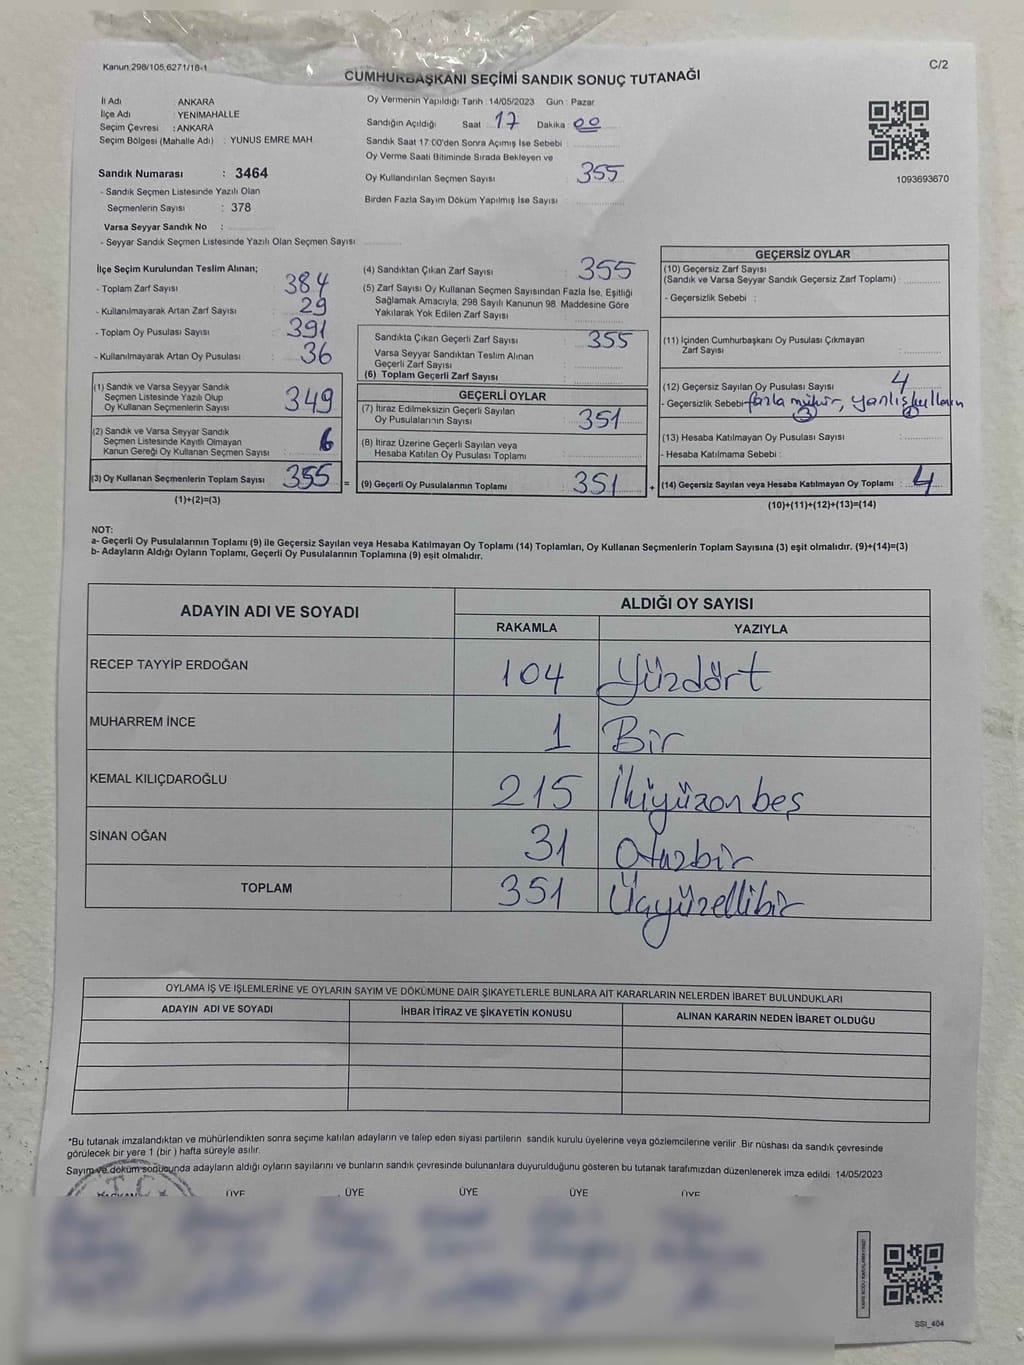 Kanun 298/105,6271/18-1
C/2
CUMHURBAŞKANI SEÇİMİ SANDIK SONUÇ TUTANAĞI
İl Adı : ANKARA
İlçe Adı : YENİMAHALLE
Seçim Çevresi : ANKARA
Seçim Bölgesi (Mahalle Adı) : YUNUS EMRE MAH
Sandık Numarası : 3464
- Sandık Seçmen Listesinde Yazılı Olan
Seçmenlerin Sayısı : 378
Varsa Seyyar Sandık No :
- Seyyar Sandık Seçmen Listesinde Yazılı Olan Seçmen Sayısı
Oy Vermenin Yapıldığı Tarih : 14/05/2023 Gün : Pazar
Sandığın Açıldığı Saat 17 Dakika 00
Sandık Saat 17:00'den Sonra Açımış İse Sebebi :
Oy Verme Saati Bitiminde Sırada Bekleyen ve
Oy Kullandırılan Seçmen Sayısı 355
Birden Fazla Sayım Döküm Yapılmış İse Sayısı
1093693670
İlçe Seçim Kurulundan Teslim Alınan;
- Toplam Zarf Sayısı : 384
- Kullanılmayarak Artan Zarf Sayısı : 29
- Toplam Oy Pusulası Sayısı : 391
- Kullanılmayarak Artan Oy Pusulası : 36
(1) Sandık ve Varsa Seyyar Sandık
Seçmen Listesinde Yazılı Olup
Oy Kullanan Seçmenlerin Sayısı 349
(2) Sandık ve Varsa Seyyar Sandık
Seçmen Listesinde Kayıtlı Olmayan
Kanun Gereği Oy Kullanan Seçmen Sayısı 6
(3) Oy Kullanan Seçmenlerin Toplam Sayısı 355 =
(1)+(2)=(3)
(4) Sandıktan Çıkan Zarf Sayısı : 355
(5) Zarf Sayısı Oy Kullanan Seçmen Sayısından Fazla İse, Eşitliği
Sağlamak Amacıyla; 298 Sayılı Kanunun 98. Maddesine Göre
Yakılarak Yok Edilen Zarf Sayısı
Sandıkta Çıkan Geçerli Zarf Sayısı : 355
Varsa Seyyar Sandıktan Teslim Alınan
Geçerli Zarf Sayısı
(6) Toplam Geçerli Zarf Sayısı
GEÇERLİ OYLAR
(7) İtiraz Edilmeksizin Geçerli Sayılan
Oy Pusulalarının Sayısı : 351
(8) İtiraz Üzerine Geçerli Sayılan veya
Hesaba Katılan Oy Pusulası Toplamı :
(9) Geçerli Oy Pusulalarının Toplamı : 351 +
GEÇERSİZ OYLAR
(10) Geçersiz Zarf Sayısı
(Sandık ve Varsa Seyyar Sandık Geçersiz Zarf Toplamı) :
- Geçersizlik Sebebi :
(11) İçinden Cumhurbaşkanı Oy Pusulası Çıkmayan
Zarf Sayısı :
(12) Geçersiz Sayılan Oy Pusulası Sayısı 4
- Geçersizlik Sebebi fazla mühür, yanlış kullanım
(13) Hesaba Katılmayan Oy Pusulası Sayısı :
- Hesaba Katılmama Sebebi :
(14) Geçersiz Sayılan veya Hesaba Katılmayan Oy Toplamı : 4
(10)+(11)+(12)+(13)=(14)
NOT:
a- Geçerli Oy Pusulalarının Toplamı (9) ile Geçersiz Sayılan veya Hesaba Katılmayan Oy Toplamı (14) Toplamları, Oy Kullanan Seçmenlerin Toplam Sayısına (3) eşit olmalıdır. (9)+(14)=(3)
b- Adayların Aldığı Oyların Toplamı, Geçerli Oy Pusulalarının Toplamına (9) eşit olmalıdır.
ADAYIN ADI VE SOYADI ALDIĞI OY SAYISI
RAKAMLA YAZIYLA
RECEP TAYYİP ERDOĞAN 104 Yüzdört
MUHARREM İNCE 1 Bir
KEMAL KILIÇDAROĞLU 215 İkiyüzonbeş
SİNAN OĞAN 31 Otuzbir
TOPLAM 351 Üçyüzellibir
OYLAMA İŞ VE İŞLEMLERİNE VE OYLARIN SAYIM VE DÖKÜMÜNE DAİR ŞİKAYETLERLE BUNLARA AİT KARARLARIN NELERDEN İBARET BULUNDUKLARI
ADAYIN ADI VE SOYADI İHBAR İTİRAZ VE ŞİKAYETİN KONUSU ALINAN KARARIN NEDEN İBARET OLDUĞU
*Bu tutanak imzalandıktan ve mühürlendikten sonra seçime katılan adayların ve talep eden siyasi partilerin sandık kurulu üyelerine veya gözlemcilerine verilir. Bir nüshası da sandık çevresinde
görülecek bir yere 1 (bir ) hafta süreyle asılır.
Sayım ve döküm sonucunda adayların aldığı oyların sayılarını ve bunların sandık çevresinde bulunanlara duyurulduğunu gösteren bu tutanak tarafımızdan düzenlenerek imza edildi. 14/05/2023
T.C.
BAŞKAN ÜYE ÜYE ÜYE ÜYE ÜYE
SSI_404